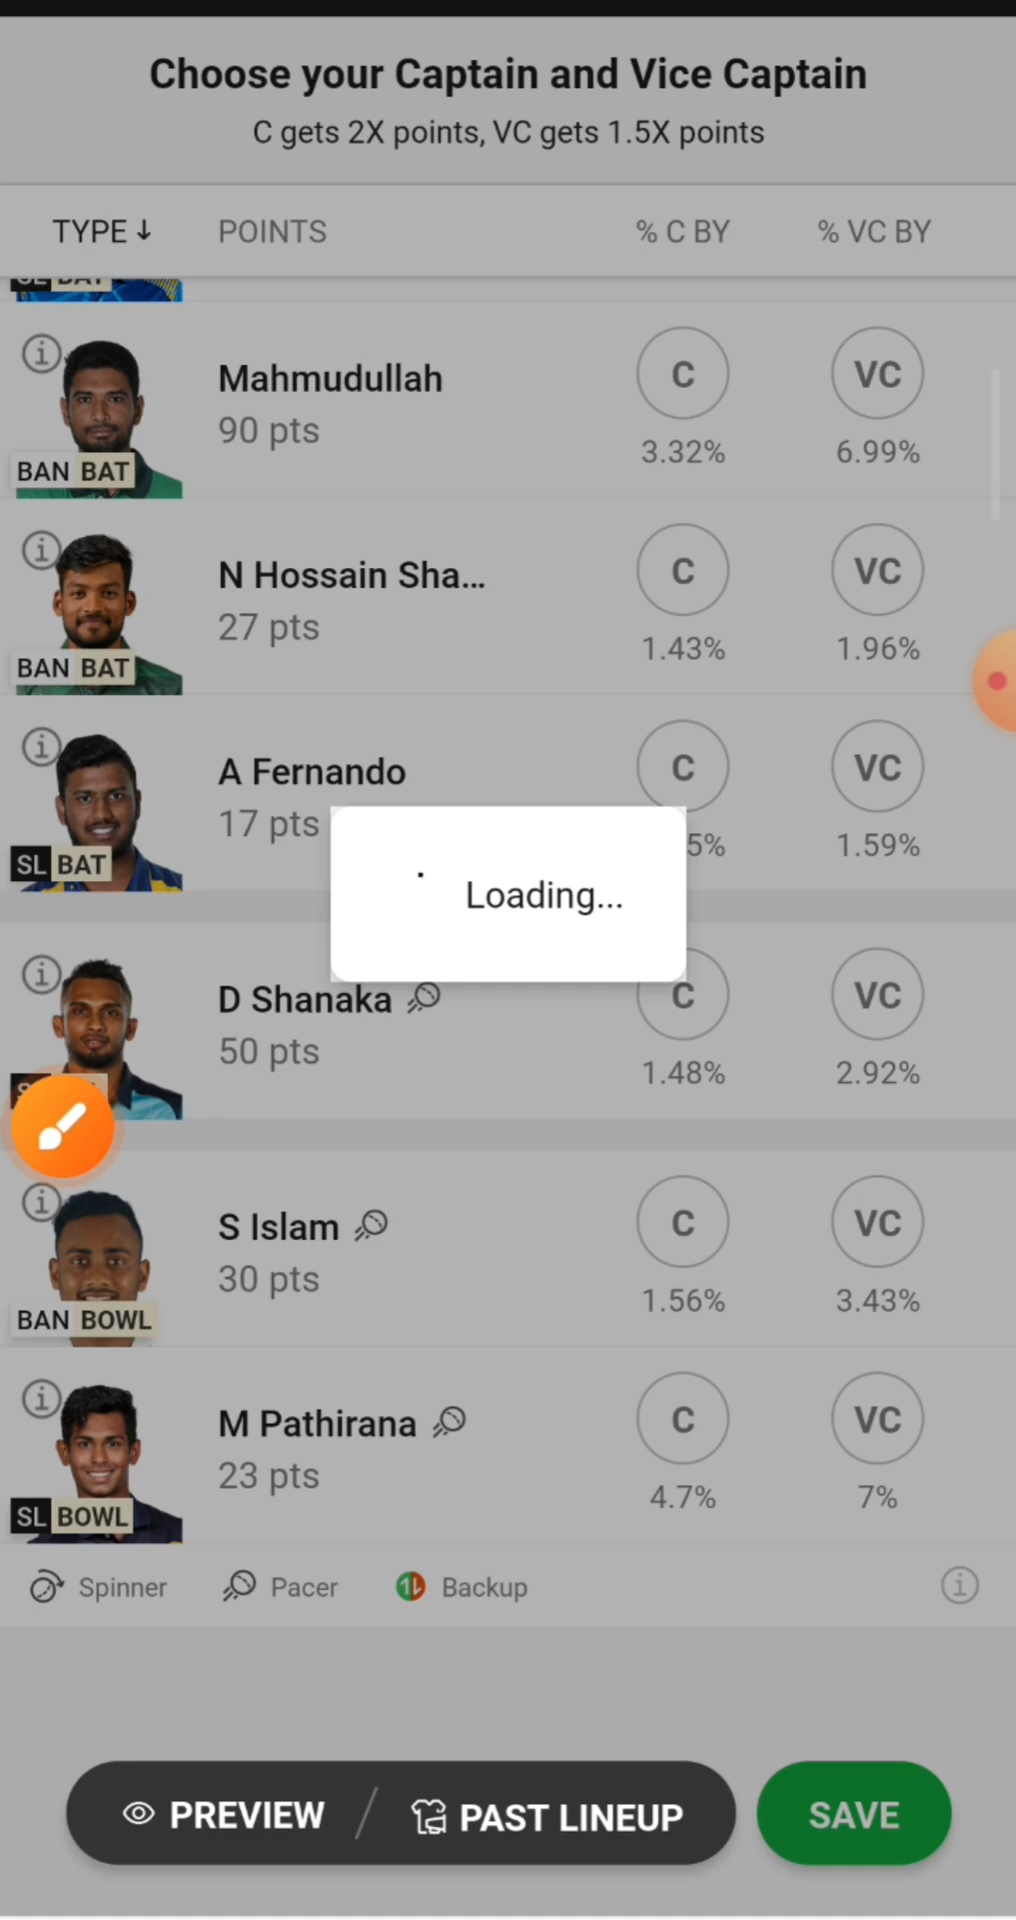 Choose your Captain and Vice Captain
C gets 2X points, VC gets 1.5X points
TYPE ↓ POINTS % C BY % VC BY
Mahmudullah C VC
90 pts 3.32% 6.99%
BAN BAT
N Hossain Sha... C VC
27 pts 1.43% 1.96%
BAN BAT
A Fernando C VC
17 pts 5% 1.59%
SL BAT
Loading...
D Shanaka C VC
50 pts 1.48% 2.92%
S Islam C VC
30 pts 1.56% 3.43%
BAN BOWL
M Pathirana C VC
23 pts 4.7% 7%
SL BOWL
Spinner Pacer Backup
PREVIEW / PAST LINEUP SAVE